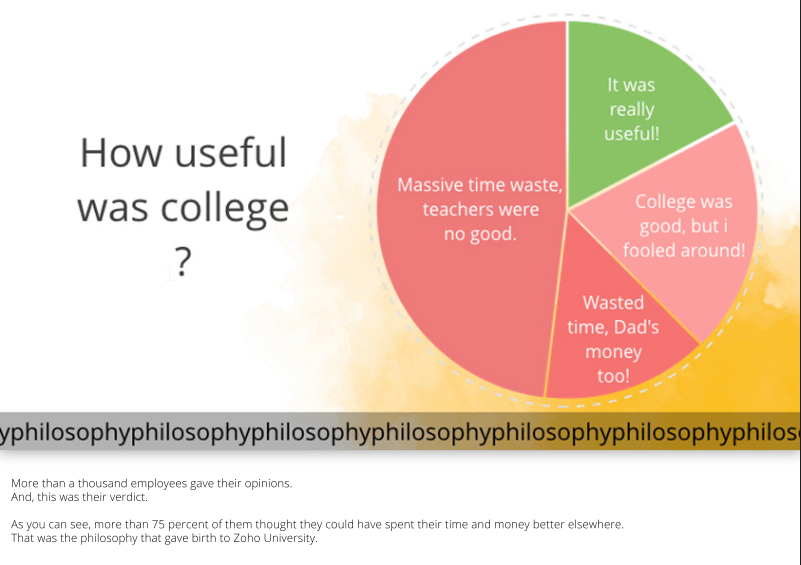 How useful
was college
?
It was
really
useful!
College was
good, but i
fooled around!
Wasted
time, Dad's
money
too!
Massive time waste,
teachers were
no good.
yphilosophyphilosophyphilosophyphilosophyphilosophyphilosophyphilos
More than a thousand employees gave their opinions.
And, this was their verdict.
As you can see, more than 75 percent of them thought they could have spent their time and money better elsewhere.
That was the philosophy that gave birth to Zoho University.